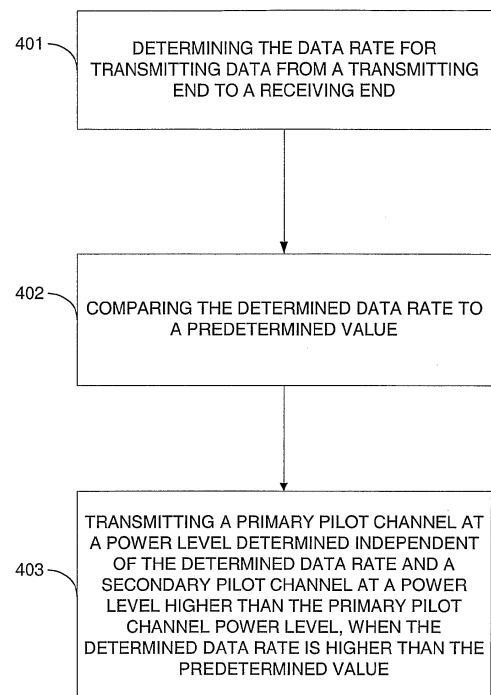 401
DETERMINING THE DATA RATE FOR
TRANSMITTING DATA FROM A TRANSMITTING
END TO A RECEIVING END
402
COMPARING THE DETERMINED DATA RATE TO
A PREDETERMINED VALUE
403
TRANSMITTING A PRIMARY PILOT CHANNEL AT
A POWER LEVEL DETERMINED INDEPENDENT
OF THE DETERMINED DATA RATE AND A
SECONDARY PILOT CHANNEL AT A POWER
LEVEL HIGHER THAN THE PRIMARY PILOT
CHANNEL POWER LEVEL, WHEN THE
DETERMINED DATA RATE IS HIGHER THAN THE
PREDETERMINED VALUE